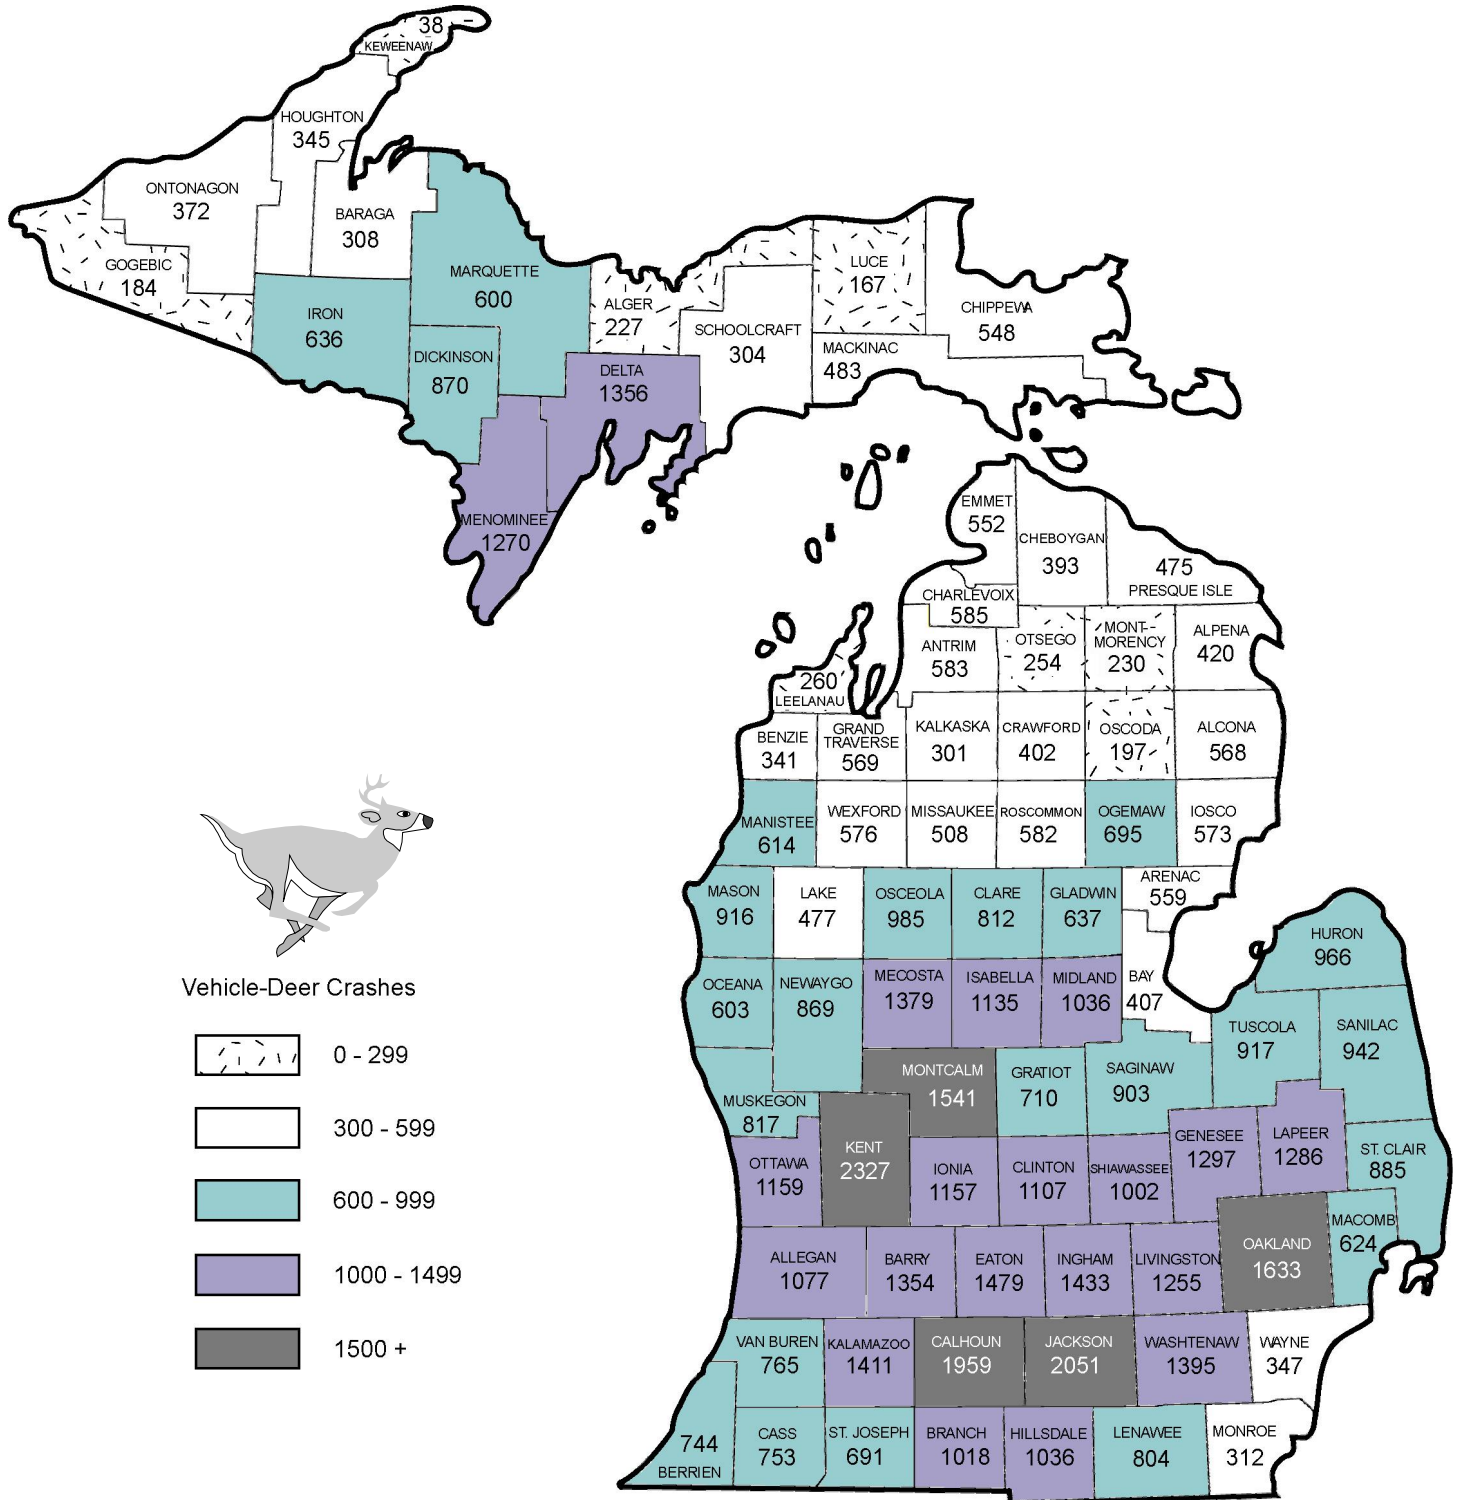 38
KEWEENAW
HOUGHTON
345
ONTONAGON
372
BARAGA
308
GOGEBIC
184
MARQUETTE
600
IRON
636
DICKINSON
870
ALGER
227
LUCE
167
SCHOOLCRAFT
304
CHIPPEWA
548
MACKINAC
483
DELTA
1356
MENOMINEE
1270
EMMET
552
CHEBOYGAN
393
475
PRESQUE ISLE
CHARLEVOIX
585
ANTRIM
583
OTSEGO
254
MONT-
MORENCY
230
ALPENA
420
260
LEELANAU
BENZIE
341
GRAND
TRAVERSE
569
KALKASKA
301
CRAWFORD
402
OSCODA
197
ALCONA
568
MANISTEE
614
WEXFORD
576
MISSAUKEE
508
ROSCOMMON
582
OGEMAW
695
IOSCO
573
MASON
916
LAKE
477
OSCEOLA
985
CLARE
812
GLADWIN
637
ARENAC
559
HURON
966
OCEANA
603
NEWAYGO
869
MECOSTA
1379
ISABELLA
1135
MIDLAND
1036
BAY
407
TUSCOLA
917
SANILAC
942
MUSKEGON
817
MONTCALM
1541
GRATIOT
710
SAGINAW
903
OTTAWA
1159
KENT
2327
IONIA
1157
CLINTON
1107
SHIAWASSEE
1002
GENESEE
1297
LAPEER
1286
ST. CLAIR
885
ALLEGAN
1077
BARRY
1354
EATON
1479
INGHAM
1433
LIVINGSTON
1255
OAKLAND
1633
MACOMB
624
VAN BUREN
765
KALAMAZOO
1411
CALHOUN
1959
JACKSON
2051
WASHTENAW
1395
WAYNE
347
744
BERRIEN
CASS
753
ST. JOSEPH
691
BRANCH
1018
HILLSDALE
1036
LENAWEE
804
MONROE
312
Vehicle-Deer Crashes
0 - 299
300 - 599
600 - 999
1000 - 1499
1500 +